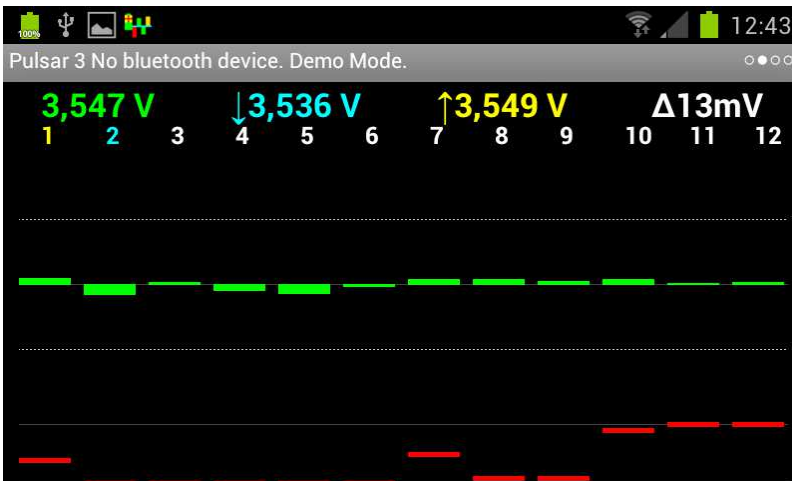 100% 12:43
Pulsar 3 No bluetooth device. Demo Mode.
3,547 V ↓3,536 V ↑3,549 V Δ13mV
1 2 3 4 5 6 7 8 9 10 11 12